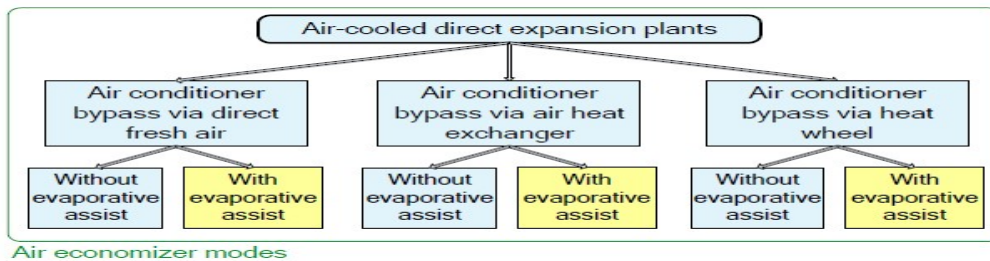 Air-cooled direct expansion plants
Air conditioner
bypass via direct
fresh air
Air conditioner
bypass via air heat
exchanger
Air conditioner
bypass via heat
wheel
Without
evaporative
assist
With
evaporative
assist
Without
evaporative
assist
With
evaporative
assist
Without
evaporative
assist
With
evaporative
assist
Air economizer modes